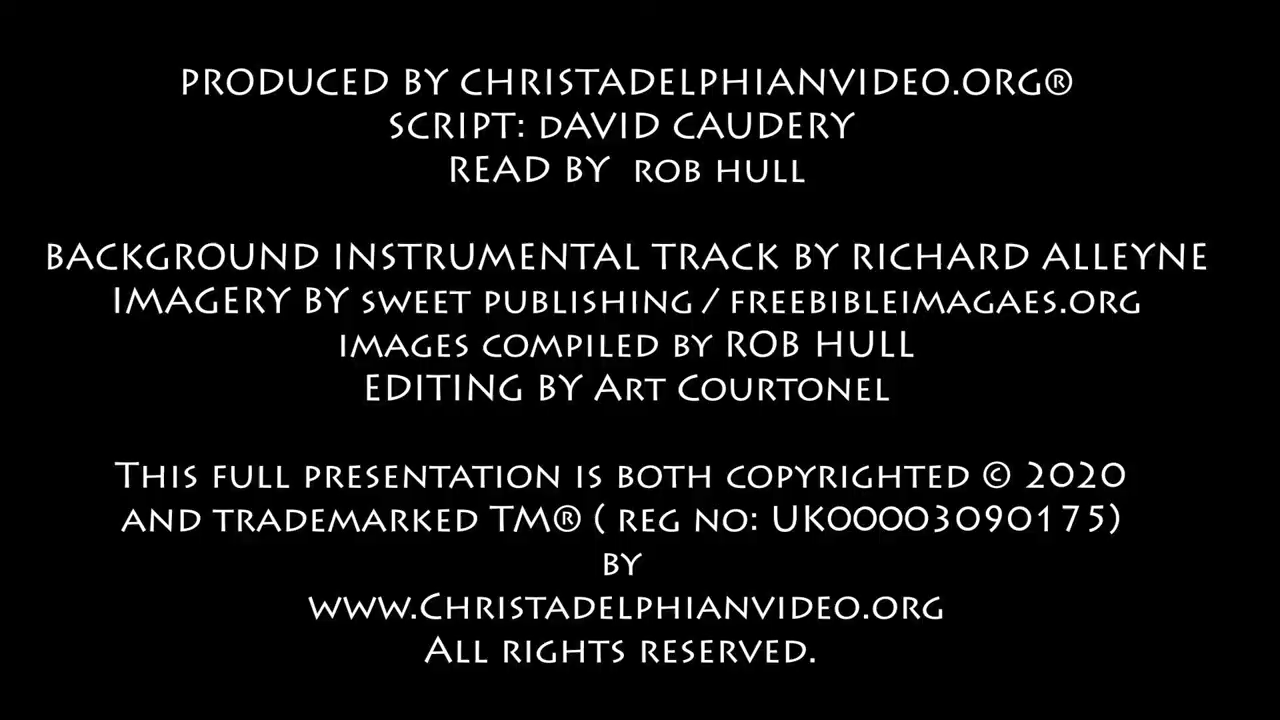 PRODUCED BY CHRISTADELPHIANVIDEO.ORG®
SCRIPT: DAVID CAUDERY
READ BY ROB HULL
BACKGROUND INSTRUMENTAL TRACK BY RICHARD ALLEYNE
IMAGERY BY SWEET PUBLISHING / FREEBIBLEIMAGAES.ORG
IMAGES COMPILED BY ROB HULL
EDITING BY ART COURTONEL
THIS FULL PRESENTATION IS BOTH COPYRIGHTED © 2020
AND TRADEMARKED TM® ( REG NO: UK00003090175)
BY
WWW.CHRISTADELPHIANVIDEO.ORG
ALL RIGHTS RESERVED.